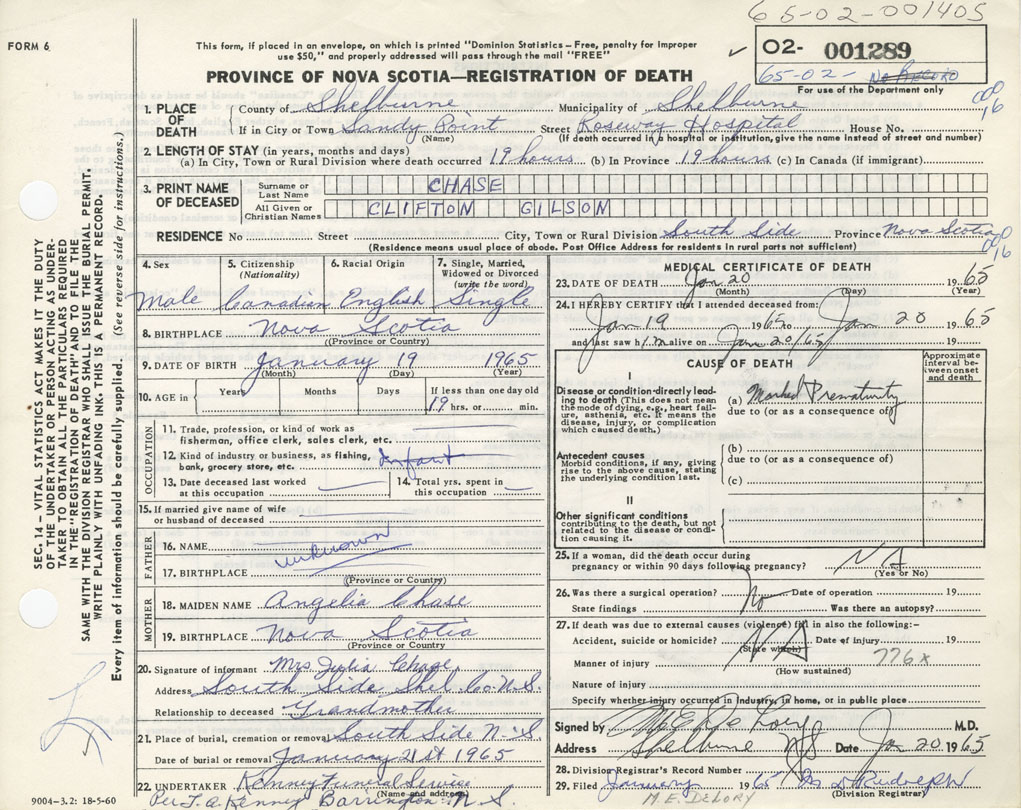 65-02-001405
FORM 6
This form, if placed in an envelope, on which is printed "Dominion Statistics—Free, penalty for improper
use $50," and properly addressed will pass through the mail "FREE"
O2- 001289
65-02- No Record
For use of the Department only
PROVINCE OF NOVA SCOTIA—REGISTRATION OF DEATH
1. PLACE OF DEATH County of Shelburne Municipality of Shelburne
If in City or Town Sandy Point Street Roseway Hospital House No.
(Name) (If death occurred in hospital or institution, give the name instead of street and number)
2. LENGTH OF STAY (in years, months and days)
(a) In City, Town or Rural Division where death occurred 19 hours (b) In Province 19 hours (c) In Canada (if immigrant)
3. PRINT NAME OF DECEASED Surname or Last Name CHASE
All Given or Christian Names CLIFTON GILSON
RESIDENCE No Street City, Town or Rural Division South Side Province Nova Scotia
(Residence means usual place of abode. Post Office Address for residents in rural parts not sufficient)
SEC. 14 – VITAL STATISTICS ACT MAKES IT THE DUTY
OF THE UNDERTAKER OR PERSON ACTING AS UNDER-
TAKER TO OBTAIN ALL THE PARTICULARS REQUIRED
IN THE "REGISTRATION OF DEATH" AND TO FILE THE
SAME WITH THE DIVISION REGISTRAR WHO SHALL ISSUE THE BURIAL PERMIT.
WRITE PLAINLY WITH UNFADING INK. THIS IS A PERMANENT RECORD.
Every item of information should be carefully supplied. (See reverse side for instructions.)
4. Sex 5. Citizenship (Nationality) 6. Racial Origin 7. Single, Married, Widowed or Divorced (write the word)
Male Canadian English Single
8. BIRTHPLACE Nova Scotia
(Province or Country)
9. DATE OF BIRTH January 19 1965
(Month) (Day) (Year)
10. AGE in Years Months Days If less than one day old
19 hrs. or min.
OCCUPATION
11. Trade, profession, or kind of work as
fisherman, office clerk, sales clerk, etc.
12. Kind of industry or business, as fishing,
bank, grocery store, etc. Infant
13. Date deceased last worked at this occupation 14. Total yrs. spent in this occupation
15. If married give name of wife
or husband of deceased
FATHER
16. NAME unknown
17. BIRTHPLACE
(Province or Country)
MOTHER
18. MAIDEN NAME Angelia Chase
19. BIRTHPLACE Nova Scotia
(Province or Country
20. Signature of informant Mrs Julia Chase
Address South Side Shel Co N.S.
Relationship to deceased Grandmother
21. Place of burial, cremation or removal South Side N.S.
Date of burial or removal January 21st 1965
22. UNDERTAKER Kenney Funeral Service
(Name and address)
Per F. A. Kenney Barrington N.S.
9004-3.2: 18-5-60
MEDICAL CERTIFICATE OF DEATH
23. DATE OF DEATH Jan 20 1965
(Month) (Day) (Year)
24. I HEREBY CERTIFY that I attended deceased from:
Jan 19 1965 to Jan 20 1965
and last saw him alive on Jan 20/65
CAUSE OF DEATH
Approximate interval between onset and death
I
Disease or condition directly leading to death (This does not mean the mode of dying, e.g., heart failure, asthenia, etc. It means the disease, injury, or complication which caused death.)
(a) Marked Prematurity
due to (or as a consequence of)
Antecedent causes
Morbid conditions, if any, giving rise to the above cause, stating the underlying condition last.
(b)
due to (or as a consequence of)
(c)
II
Other significant conditions
contributing to the death, but not related to the disease or condition causing it.
25. If a woman, did the death occur during
pregnancy or within 90 days following pregnancy? NA
(Yes or No)
26. Was there a surgical operation? No Date of operation 19
State findings Was there an autopsy?
27. If death was due to external causes (violence) fill in also the following:-
Accident, suicide or homicide? NA Date of injury 19
(State which)
Manner of injury 776x
(How sustained)
Nature of injury
Specify whether injury occurred in industry, in home, or in public place
Signed by M.E. DeLory M.D.
Address Shelburne NS Date Jan 20 1965
28. Division Registrar's Record Number
29. Filed January 1965 Rudolph
(Division Registrar)
M.E. DELORY